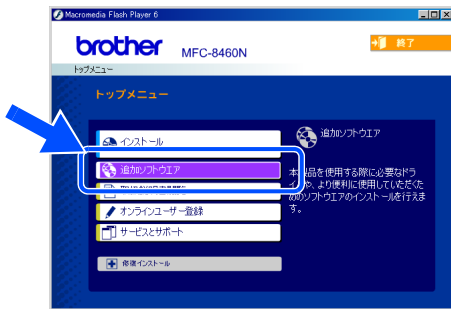 Macromedia Flash Player 6
brother
MFC-8460N
終了
トップメニュー
トップメニュー
インストール
追加ソフトウエア
オンラインユーザー登録
サービスとサポート
修復インストール
追加ソフトウエア
本製品を使用する際に必要なドラ
や、より便利に使用していただくた
めのソフトウエアのインストールを行えま
す。